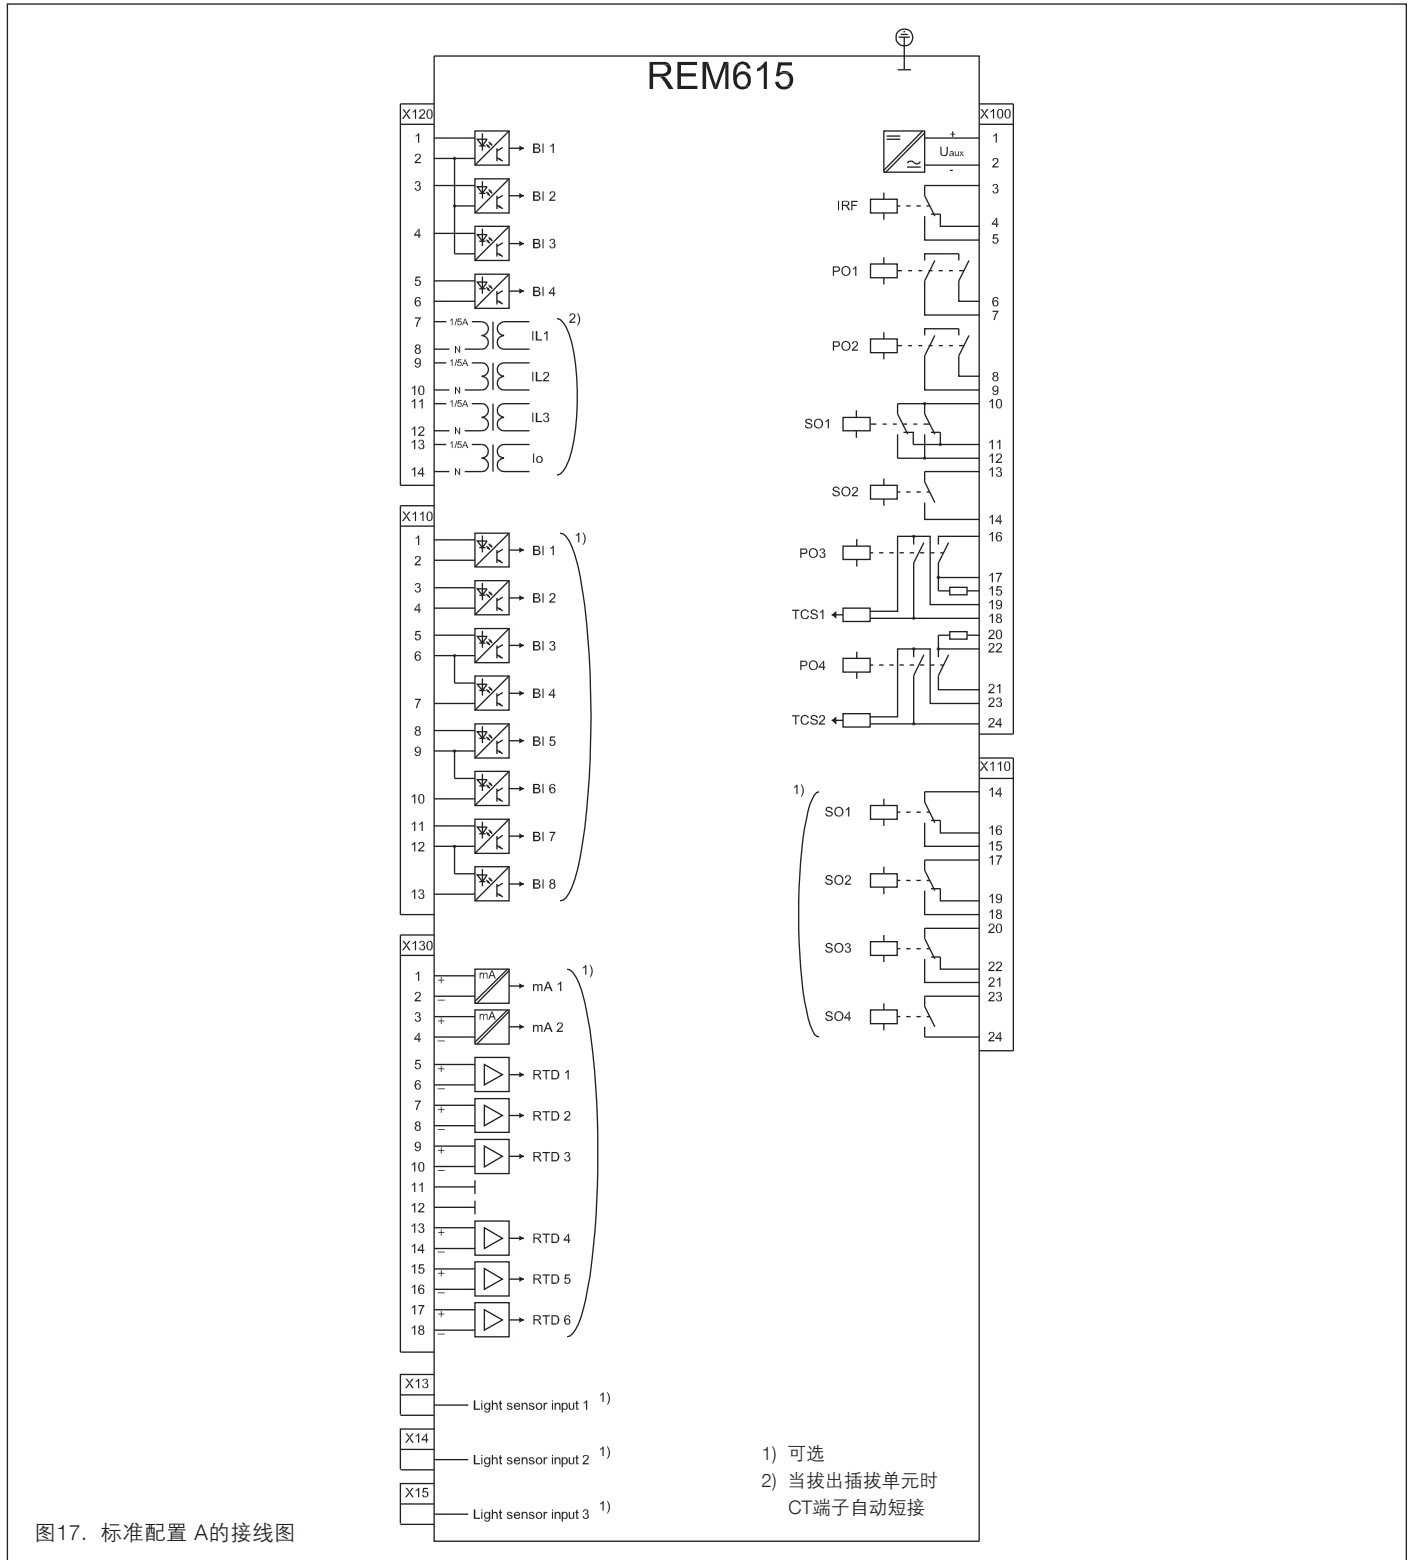 REM615
X120
1
2
BI 1
3
BI 2
4
BI 3
5
6
BI 4
7
1/5A
2)
8
N
IL1
9
1/5A
10
N
IL2
11
1/5A
12
N
IL3
13
1/5A
14
N
Io
X110
1
2
BI 1
1)
3
4
BI 2
5
6
BI 3
7
BI 4
8
9
BI 5
10
BI 6
11
12
BI 7
13
BI 8
X130
1
+
2
–
mA
mA 1
1)
3
+
4
–
mA
mA 2
5
+
6
–
RTD 1
7
+
8
–
RTD 2
9
+
10
–
RTD 3
11
12
13
+
14
–
RTD 4
15
+
16
–
RTD 5
17
+
18
–
RTD 6
X13
Light sensor input 1 1)
X14
Light sensor input 2 1)
X15
Light sensor input 3 1)
X100
+
Uaux
-
1
2
IRF
3
4
5
PO1
6
7
PO2
8
9
SO1
10
11
12
SO2
13
14
PO3
16
17
15
TCS1
19
18
20
PO4
22
21
23
TCS2
24
X110
1)
SO1
14
16
15
SO2
17
19
18
SO3
20
22
21
SO4
23
24
1) 可选
2) 当拔出插拔单元时
CT端子自动短接
图17. 标准配置 A的接线图